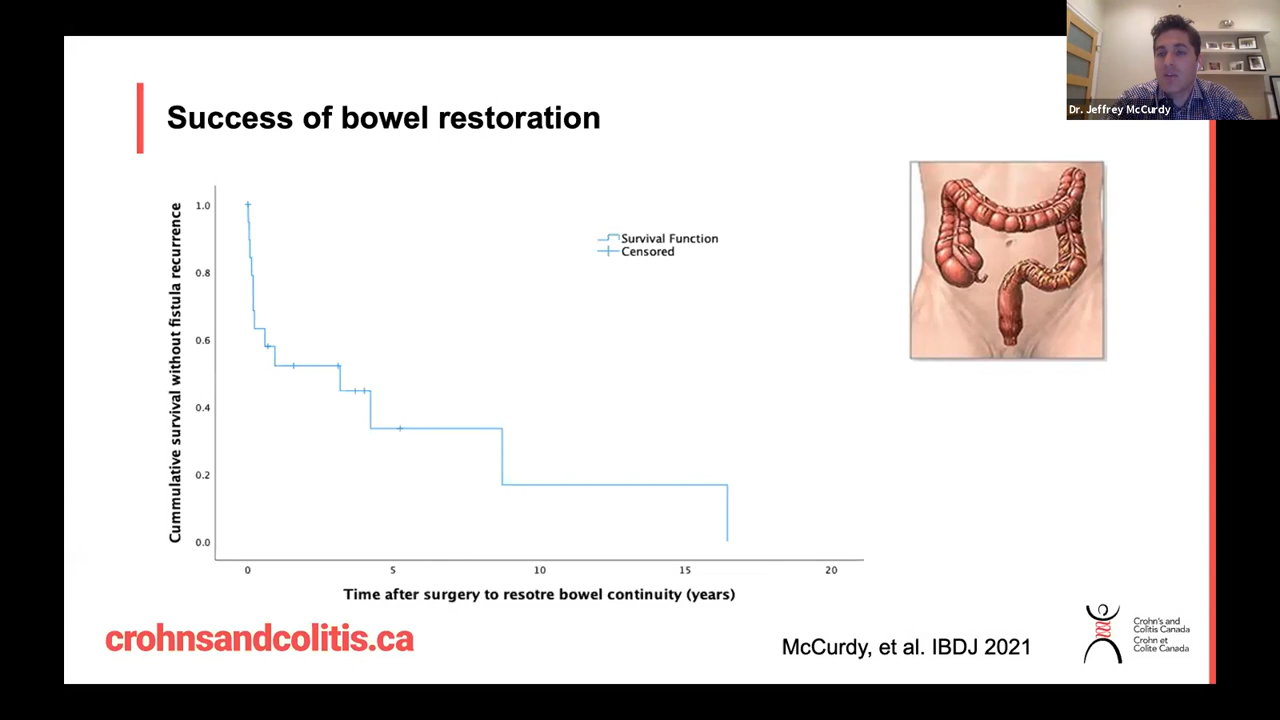 Dr. Jeffrey McCurdy
Success of bowel restoration
Cummulative survival without fistula recurrence
1.0
0.8
0.6
0.4
0.2
0.0
Survival Function
Censored
0
5
10
15
20
Time after surgery to resotre bowel continuity (years)
crohnsandcolitis.ca
McCurdy, et al. IBDJ 2021
Crohn's and
Colitis Canada
Crohn et
Colite Canada